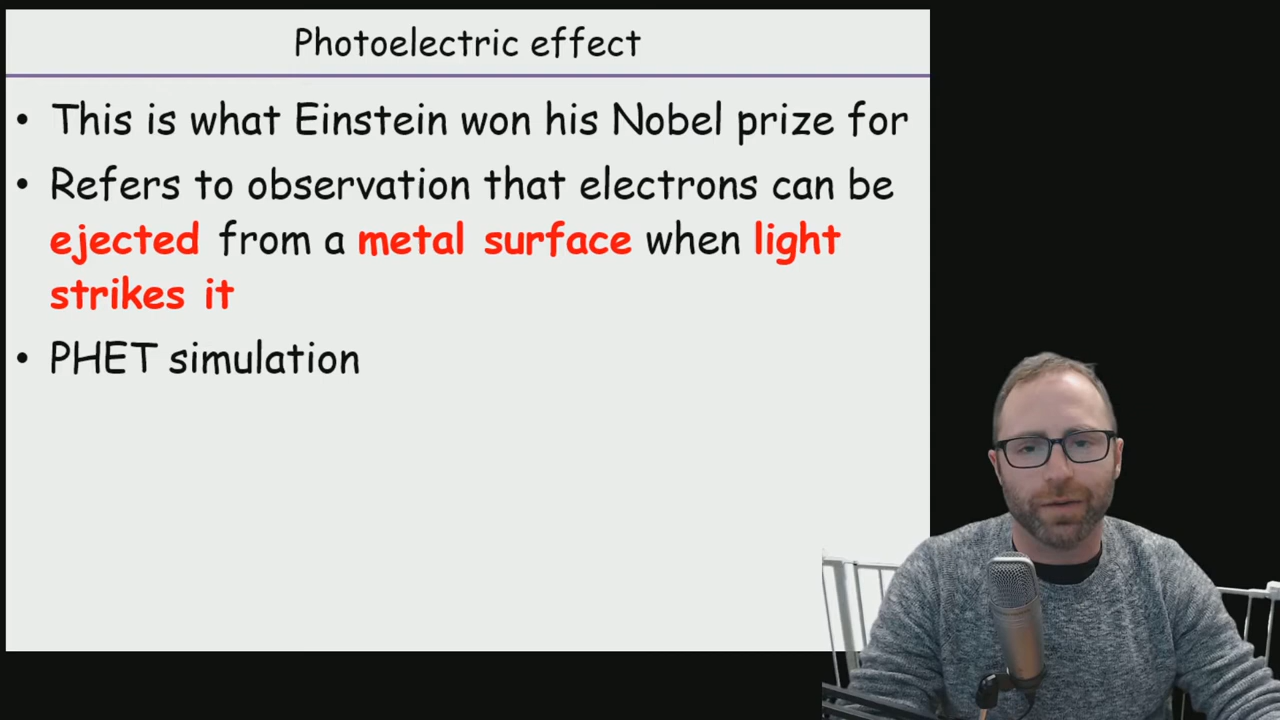 Photoelectric effect
• This is what Einstein won his Nobel prize for
• Refers to observation that electrons can be
ejected from a metal surface when light
strikes it
• PHET simulation